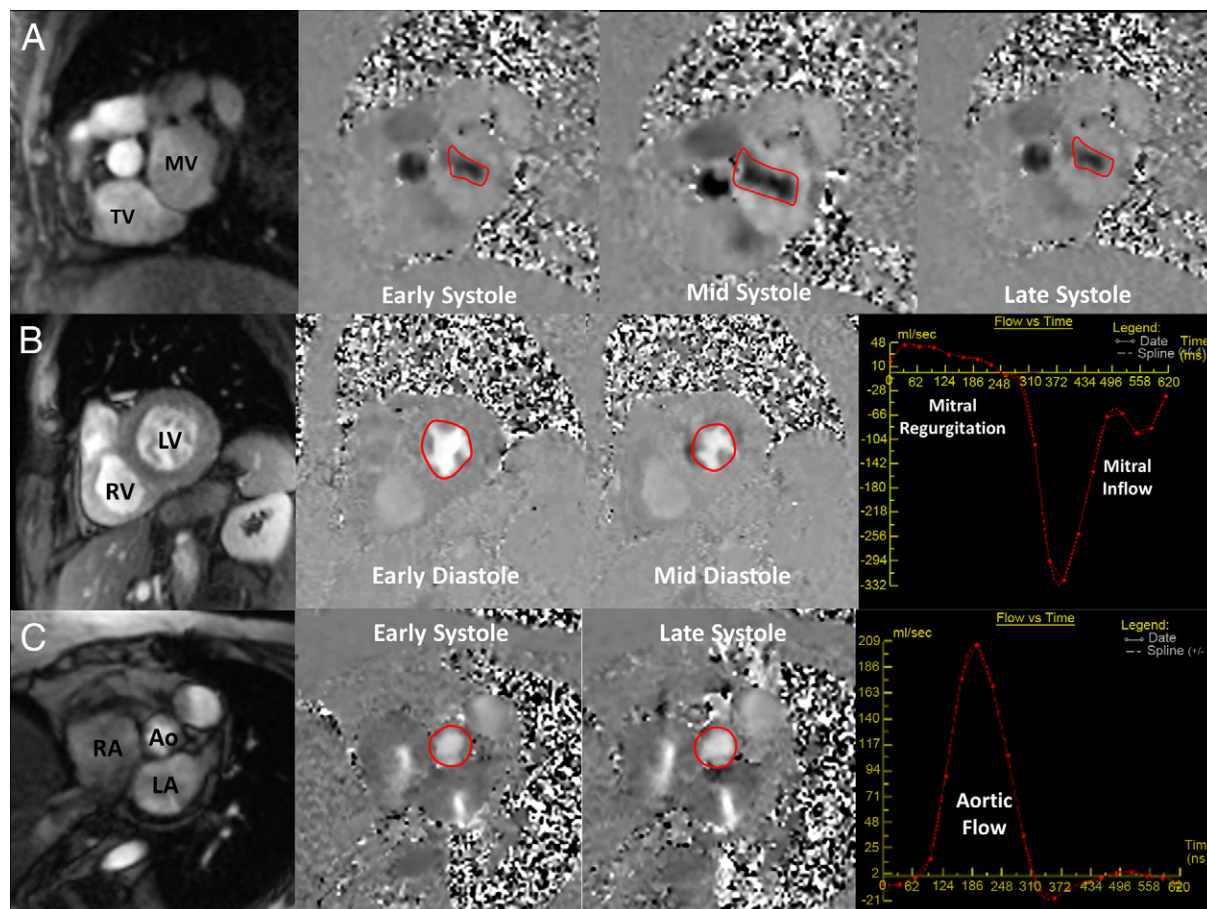 A
MV
TV
Early Systole
Mid Systole
Late Systole
B
LV
RV
Early Diastole
Mid Diastole
Flow vs Time
ml/sec
Legend:
Date
Spline (+/-
Time
(ms)
48
10
-28
-66
-104
-142
-180
-218
-256
-294
-332
0 62 124 186 248 310 372 434 496 558 620
Mitral
Regurgitation
Mitral
Inflow
C
RA
Ao
LA
Early Systole
Late Systole
Flow vs Time
ml/sec
Legend:
Date
Spline (+/-
209
186
163
140
117
94
71
48
25
2
-21
0 62 124 186 248 310 372 434 496 558 620
Aortic
Flow
Tim
(ns)